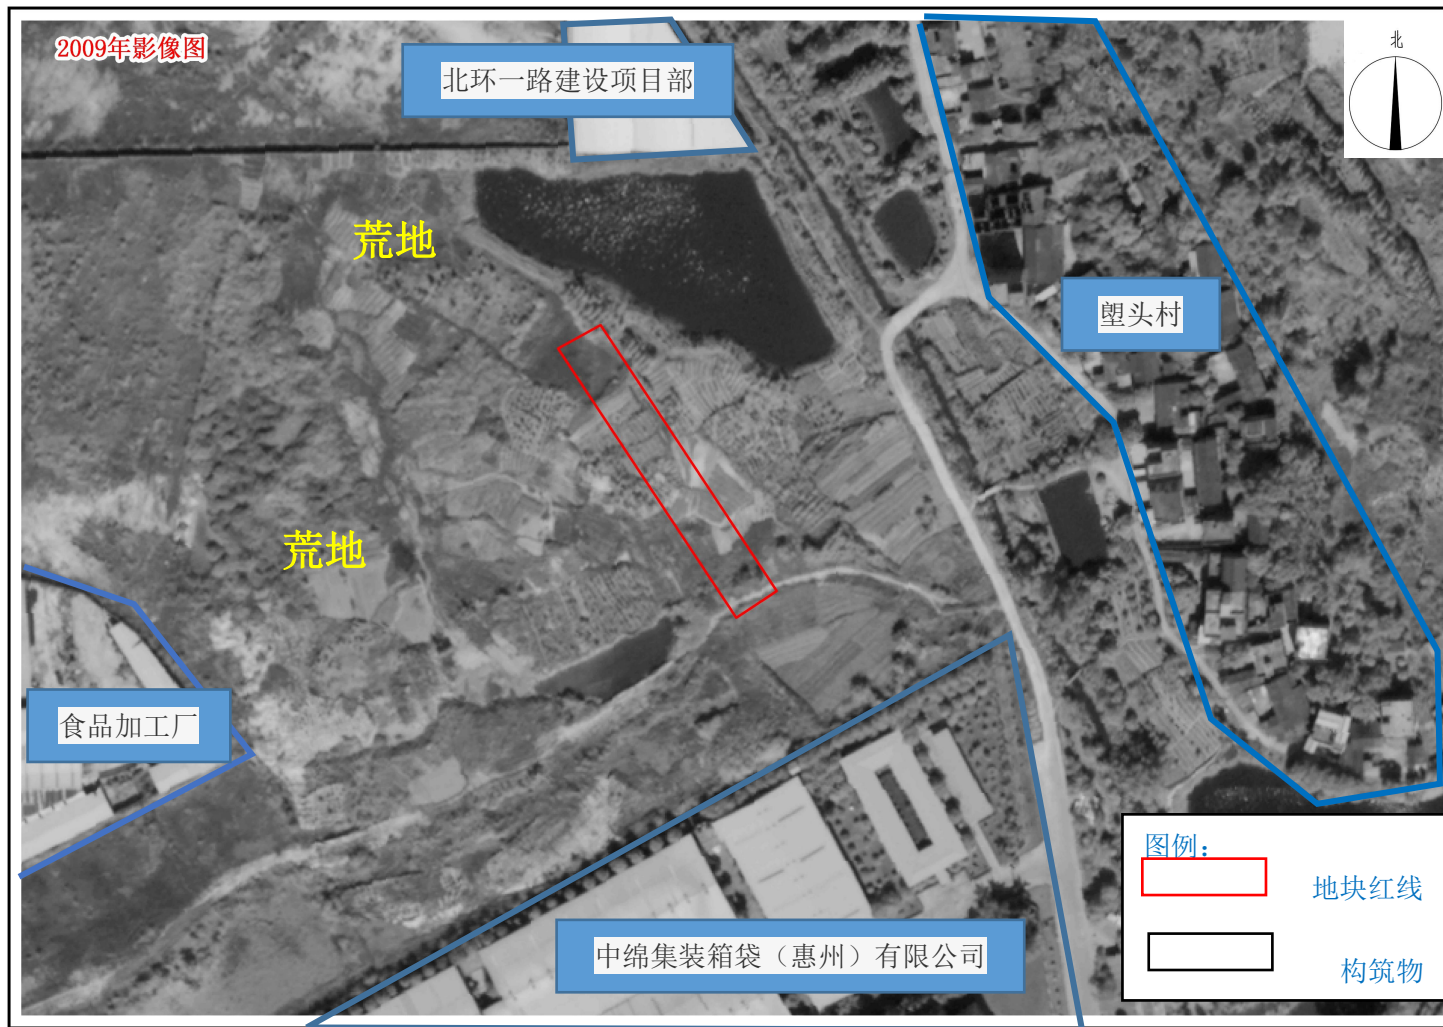 2009年影像图
北
北环一路建设项目部
荒地
塱头村
荒地
食品加工厂
中绵集装箱袋（惠州）有限公司
图例：
地块红线
构筑物